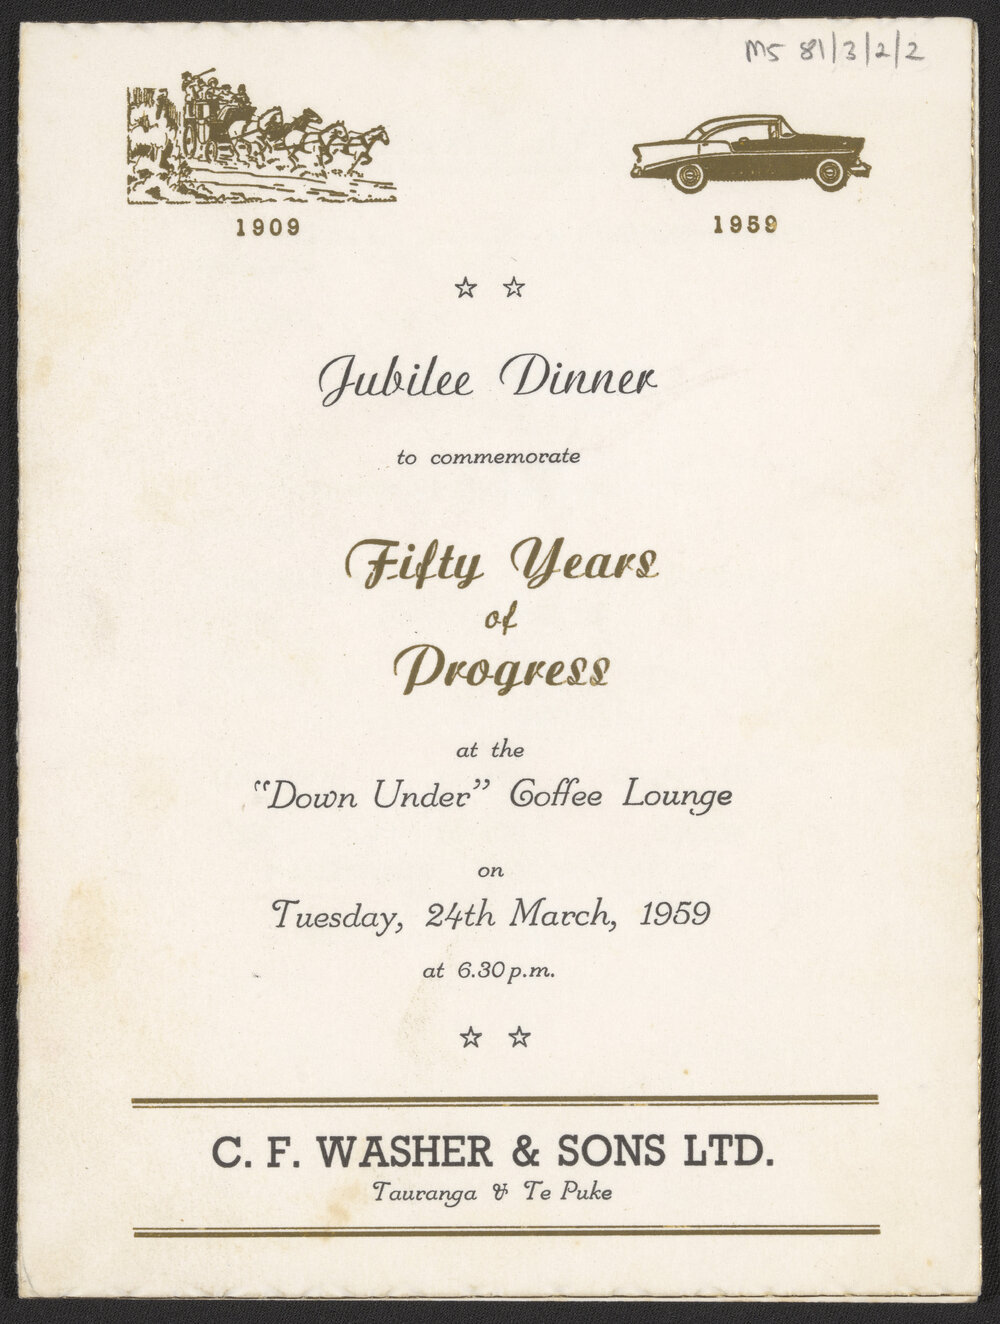 Ms 81/3/2/2
1909
1959
Jubilee Dinner
to commemorate
Fifty Years
of
Progress
at the
“Down Under” Coffee Lounge
on
Tuesday, 24th March, 1959
at 6.30 p.m.
C. F. WASHER & SONS LTD.
Tauranga & Te Puke